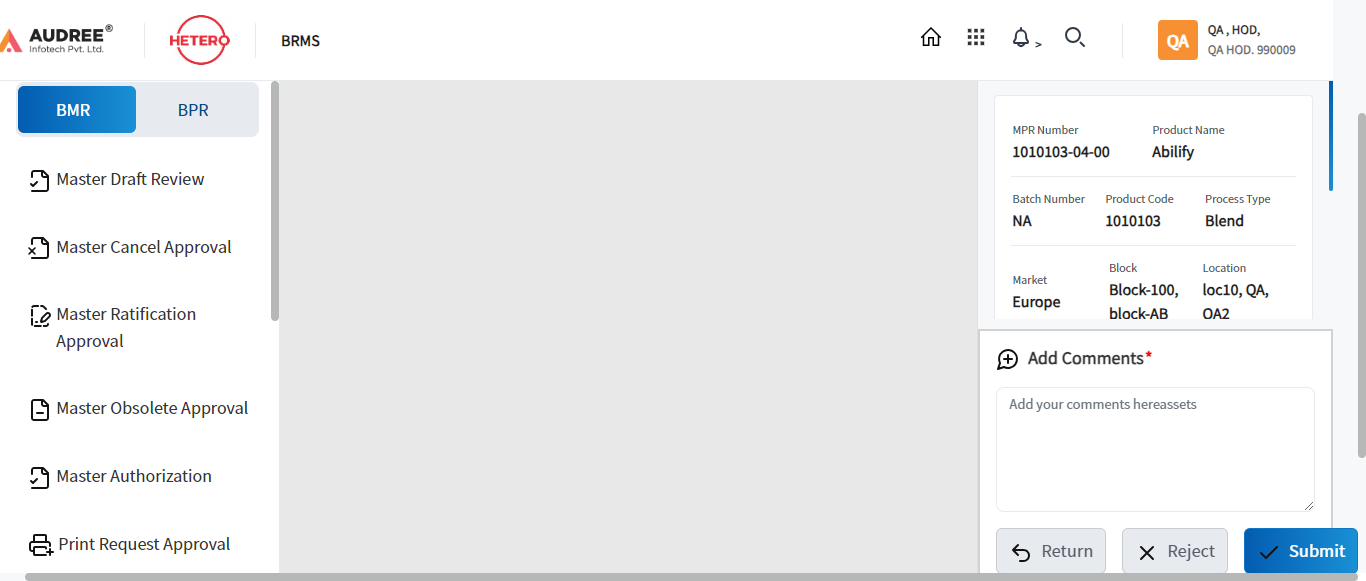 AUDREE®
Infotech Pvt. Ltd.
HETERO
BRMS
>
QA
QA , HOD,
QA HOD. 990009
BMR
BPR
Master Draft Review
Master Cancel Approval
Master Ratification
Approval
Master Obsolete Approval
Master Authorization
Print Request Approval
MPR Number
Product Name
1010103-04-00
Abilify
Batch Number
Product Code
Process Type
NA
1010103
Blend
Market
Europe
Block
Block-100,
block-AB
Location
loc10, QA,
QA2
Add Comments*
Add your comments hereassets
Return
Reject
Submit